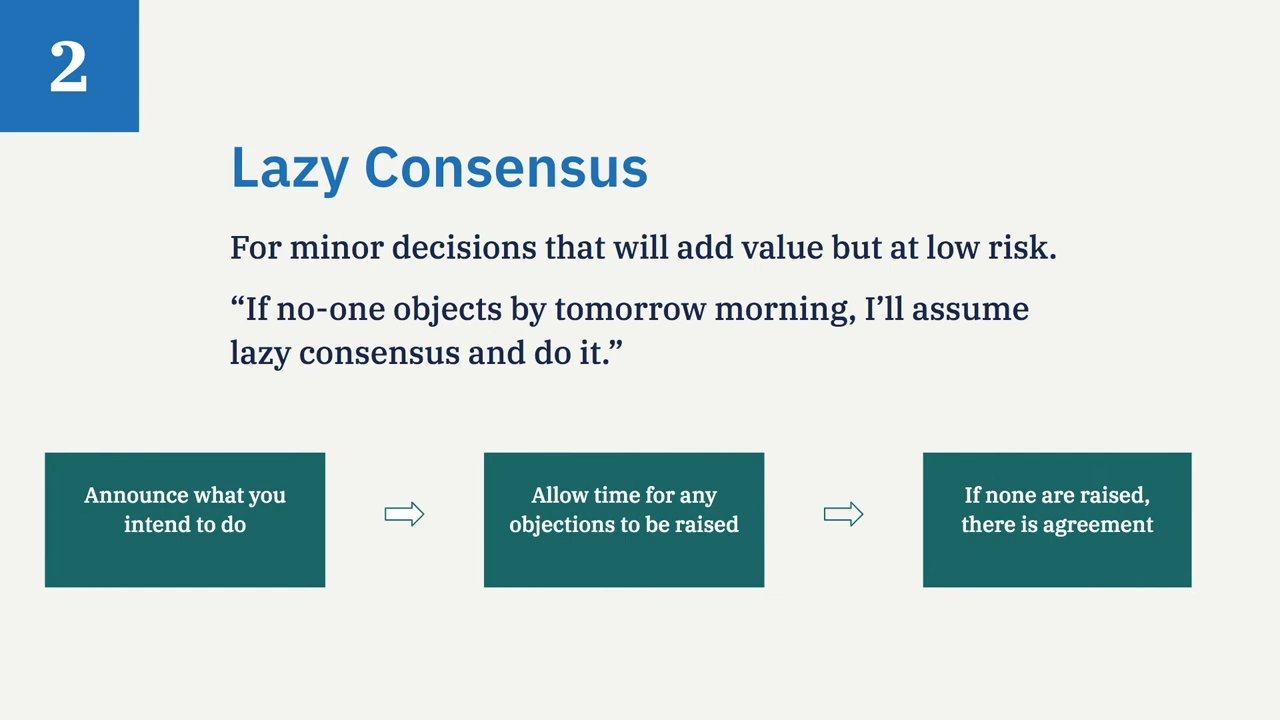 2
Lazy Consensus
For minor decisions that will add value but at low risk.
“If no-one objects by tomorrow morning, I’ll assume
lazy consensus and do it.”
Announce what you
intend to do
Allow time for any
objections to be raised
If none are raised,
there is agreement